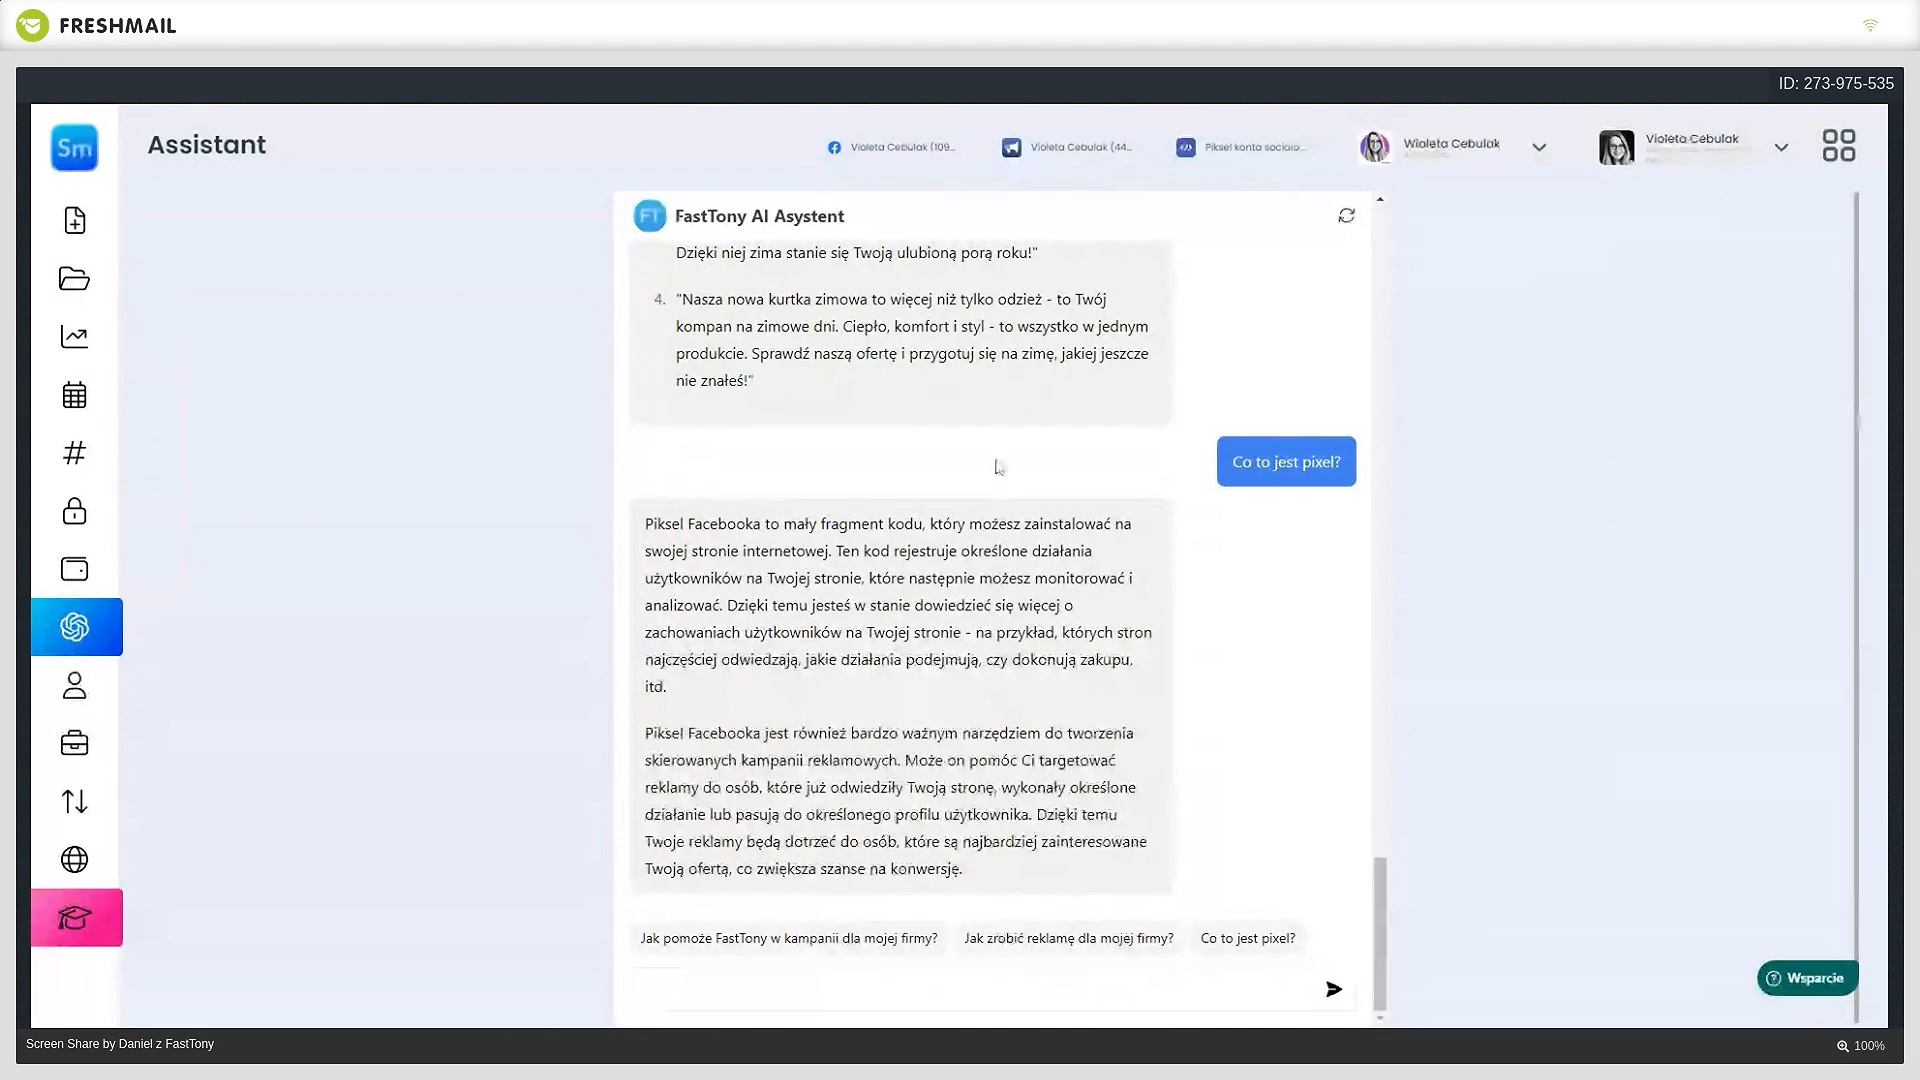 FRESHMAIL
ID: 273-975-535
Sm
Assistant
Violeta Cebulak (109...
Violeta Cebulak (44...
Piksel konta socialo...
Wioleta Cebulak
Violeta Cebulak
FT FastTony AI Asystent
Dzięki niej zima stanie się Twoją ulubioną porą roku!"
4. "Nasza nowa kurtka zimowa to więcej niż tylko odzież - to Twój
kompan na zimowe dni. Ciepło, komfort i styl - to wszystko w jednym
produkcie. Sprawdź naszą ofertę i przygotuj się na zimę, jakiej jeszcze
nie znałeś!"
Co to jest pixel?
Piksel Facebooka to mały fragment kodu, który możesz zainstalować na
swojej stronie internetowej. Ten kod rejestruje określone działania
użytkowników na Twojej stronie, które następnie możesz monitorować i
analizować. Dzięki temu jesteś w stanie dowiedzieć się więcej o
zachowaniach użytkowników na Twojej stronie - na przykład, których stron
najczęściej odwiedzają, jakie działania podejmują, czy dokonują zakupu,
itd.
Piksel Facebooka jest również bardzo ważnym narzędziem do tworzenia
skierowanych kampanii reklamowych. Może on pomóc Ci targetować
reklamy do osób, które już odwiedziły Twoją stronę, wykonały określone
działanie lub pasują do określonego profilu użytkownika. Dzięki temu
Twoje reklamy będą dotrzeć do osób, które są najbardziej zainteresowane
Twoją ofertą, co zwiększa szanse na konwersję.
Jak pomoże FastTony w kampanii dla mojej firmy?
Jak zrobić reklamę dla mojej firmy?
Co to jest pixel?
Wsparcie
Screen Share by Daniel z FastTony
100%